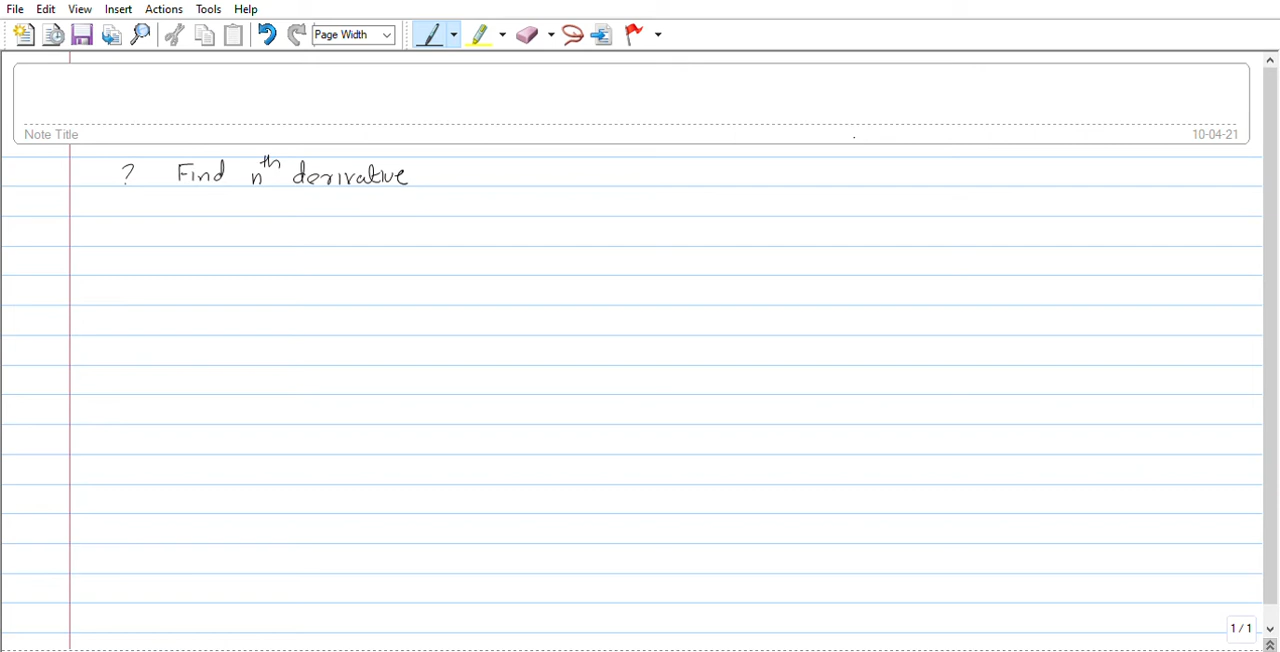 File Edit View Insert Actions Tools Help
Page Width
Note Title
10-04-21
? Find nth derivative
1 / 1